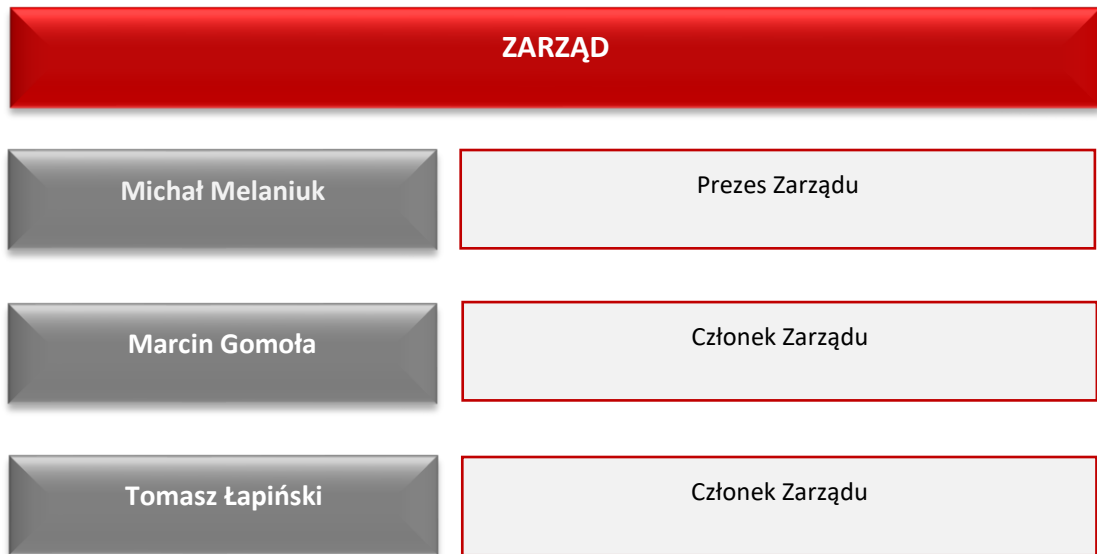 ZARZĄD
Michał Melaniuk
Prezes Zarządu
Marcin Gomoła
Członek Zarządu
Tomasz Łapiński
Członek Zarządu